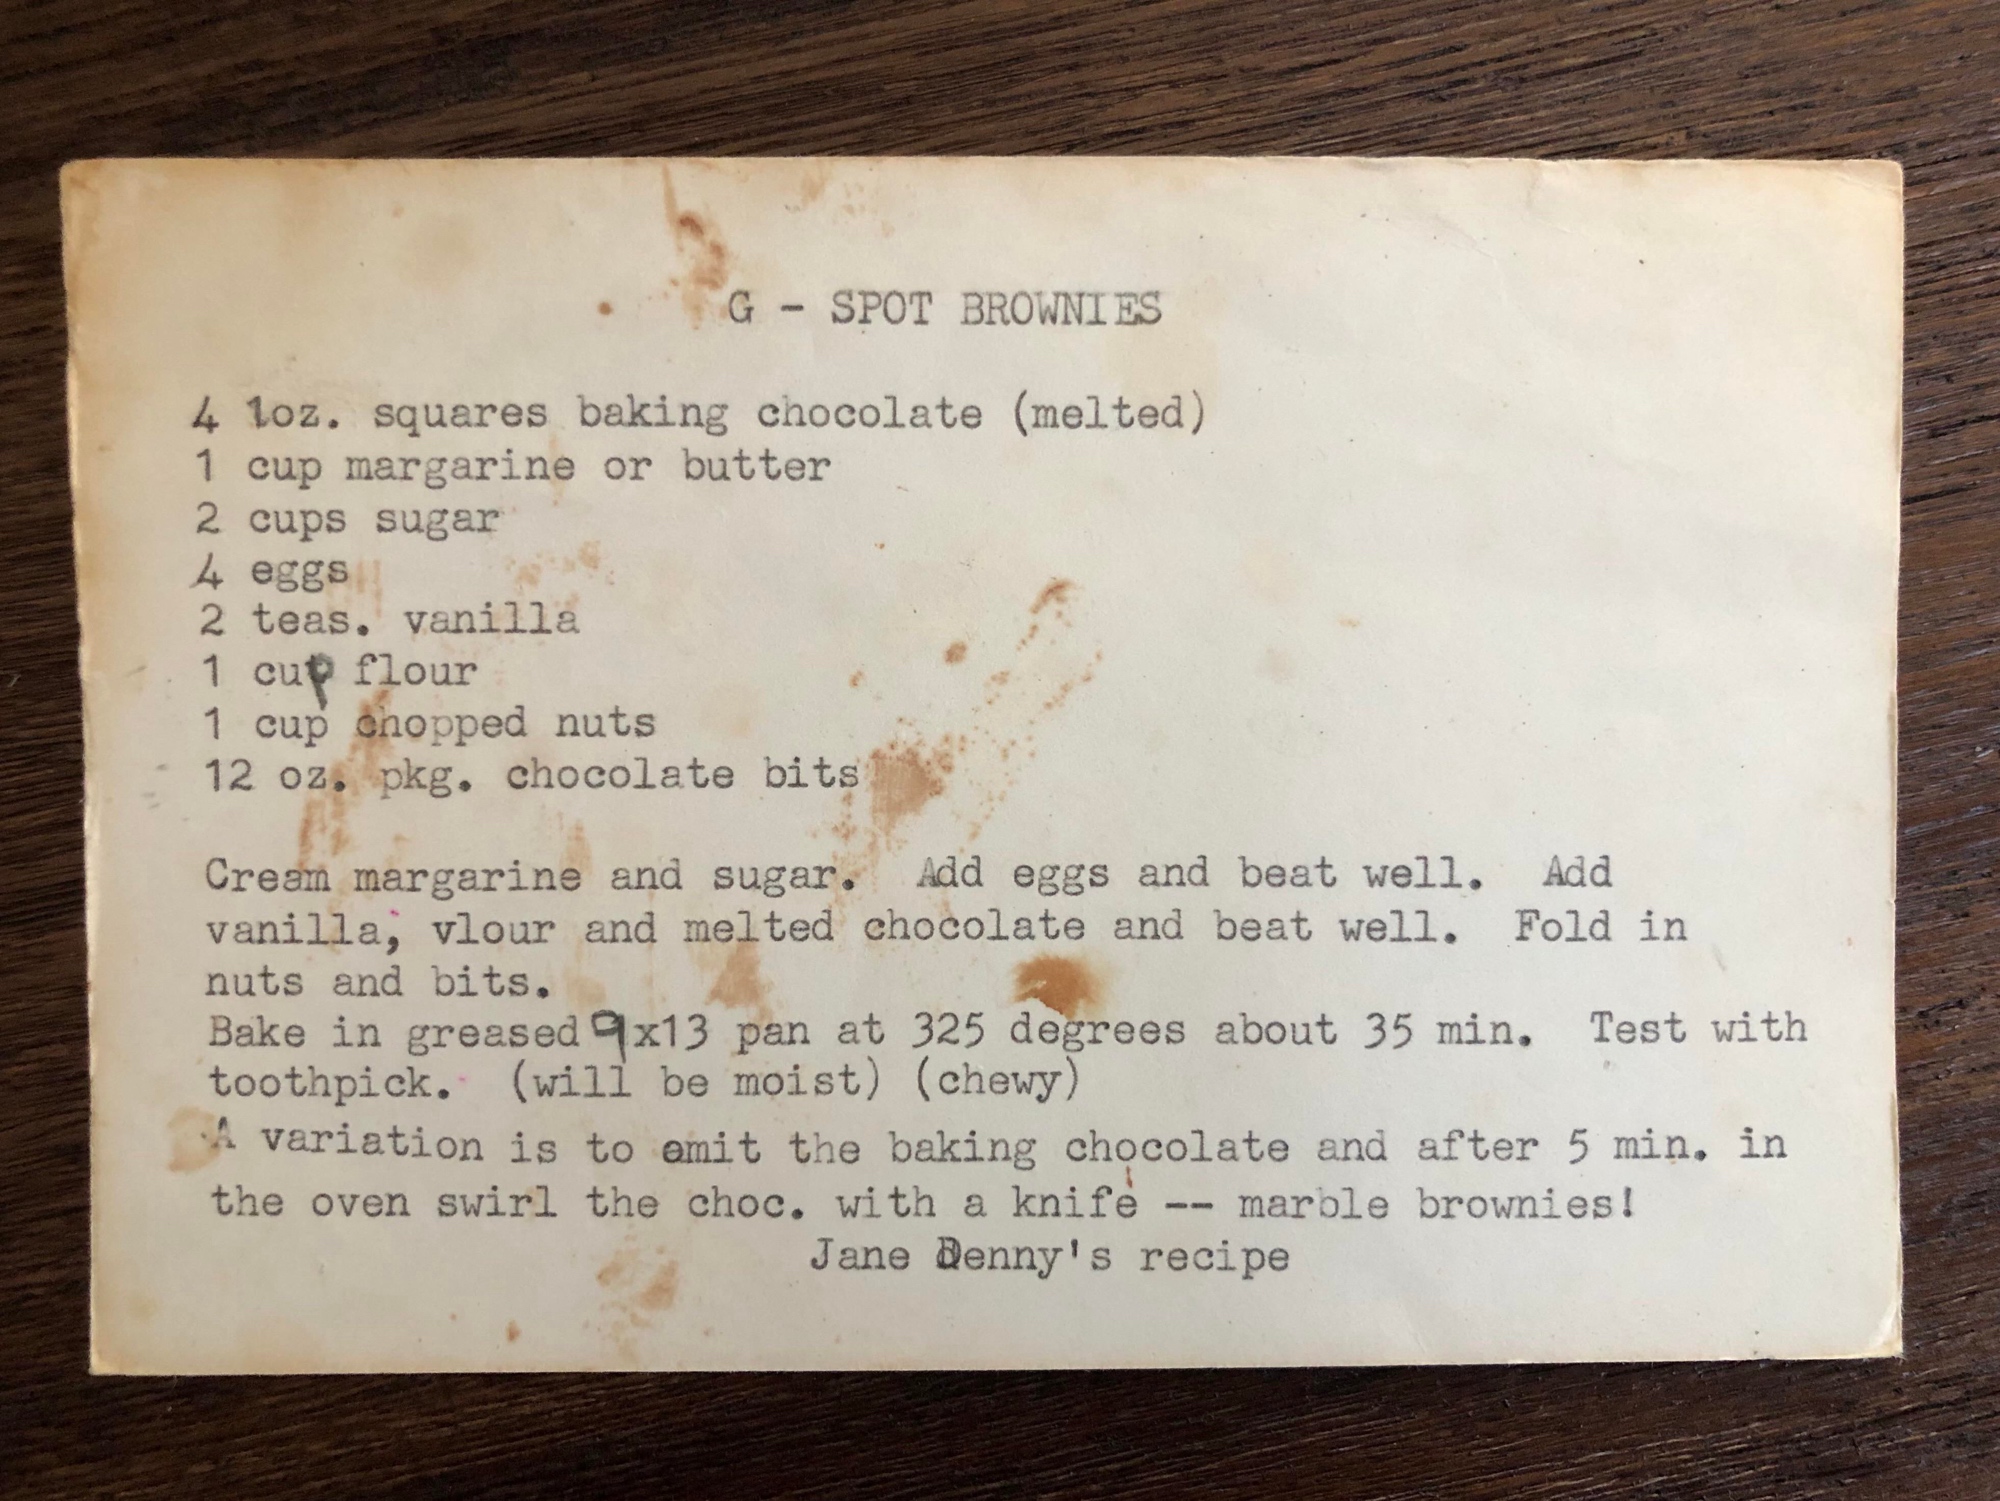 G - SPOT BROWNIES
4 1oz. squares baking chocolate (melted)
1 cup margarine or butter
2 cups sugar
4 eggs
2 teas. vanilla
1 cup flour
1 cup chopped nuts
12 oz. pkg. chocolate bits
Cream margarine and sugar. Add eggs and beat well. Add
vanilla, vlour and melted chocolate and beat well. Fold in
nuts and bits.
Bake in greased 9x13 pan at 325 degrees about 35 min. Test with
toothpick. (will be moist) (chewy)
A variation is to omit the baking chocolate and after 5 min. in
the oven swirl the choc. with a knife -- marble brownies!
Jane Denny's recipe